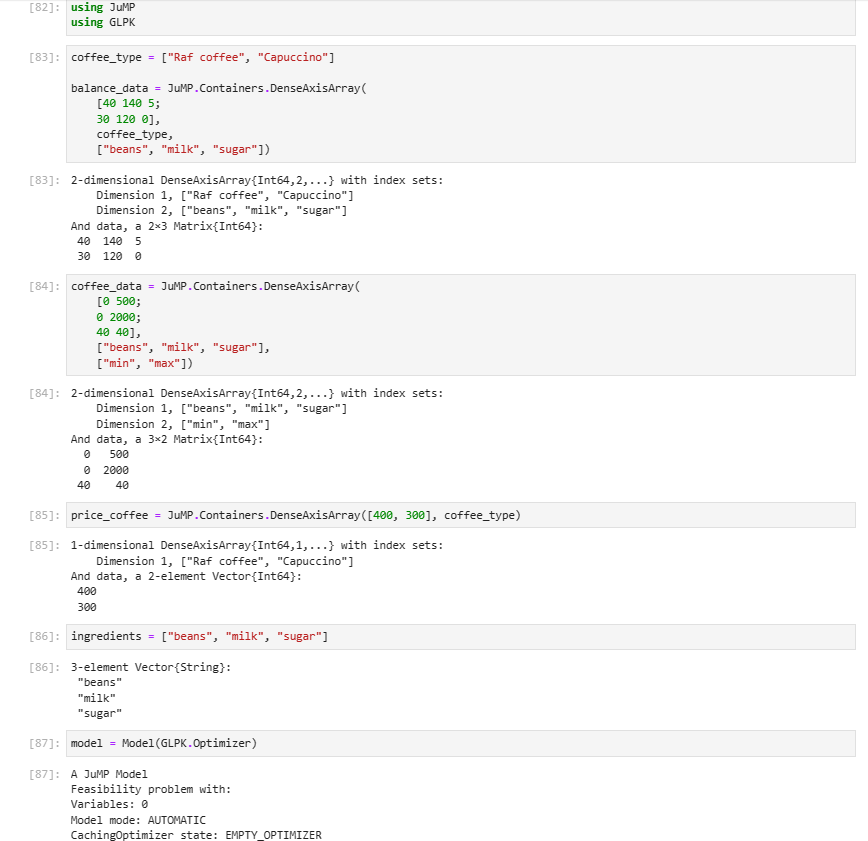 [82]: using JuMP
using GLPK
[83]: coffee_type = ["Raf coffee", "Capuccino"]
balance_data = JuMP.Containers.DenseAxisArray(
[40 140 5;
30 120 0],
coffee_type,
["beans", "milk", "sugar"])
[83]: 2-dimensional DenseAxisArray{Int64,2,...} with index sets:
Dimension 1, ["Raf coffee", "Capuccino"]
Dimension 2, ["beans", "milk", "sugar"]
And data, a 2×3 Matrix{Int64}:
40 140 5
30 120 0
[84]: coffee_data = JuMP.Containers.DenseAxisArray(
[0 500;
0 2000;
40 40],
["beans", "milk", "sugar"],
["min", "max"])
[84]: 2-dimensional DenseAxisArray{Int64,2,...} with index sets:
Dimension 1, ["beans", "milk", "sugar"]
Dimension 2, ["min", "max"]
And data, a 3×2 Matrix{Int64}:
0 500
0 2000
40 40
[85]: price_coffee = JuMP.Containers.DenseAxisArray([400, 300], coffee_type)
[85]: 1-dimensional DenseAxisArray{Int64,1,...} with index sets:
Dimension 1, ["Raf coffee", "Capuccino"]
And data, a 2-element Vector{Int64}:
400
300
[86]: ingredients = ["beans", "milk", "sugar"]
[86]: 3-element Vector{String}:
"beans"
"milk"
"sugar"
[87]: model = Model(GLPK.Optimizer)
[87]: A JuMP Model
Feasibility problem with:
Variables: 0
Model mode: AUTOMATIC
CachingOptimizer state: EMPTY_OPTIMIZER